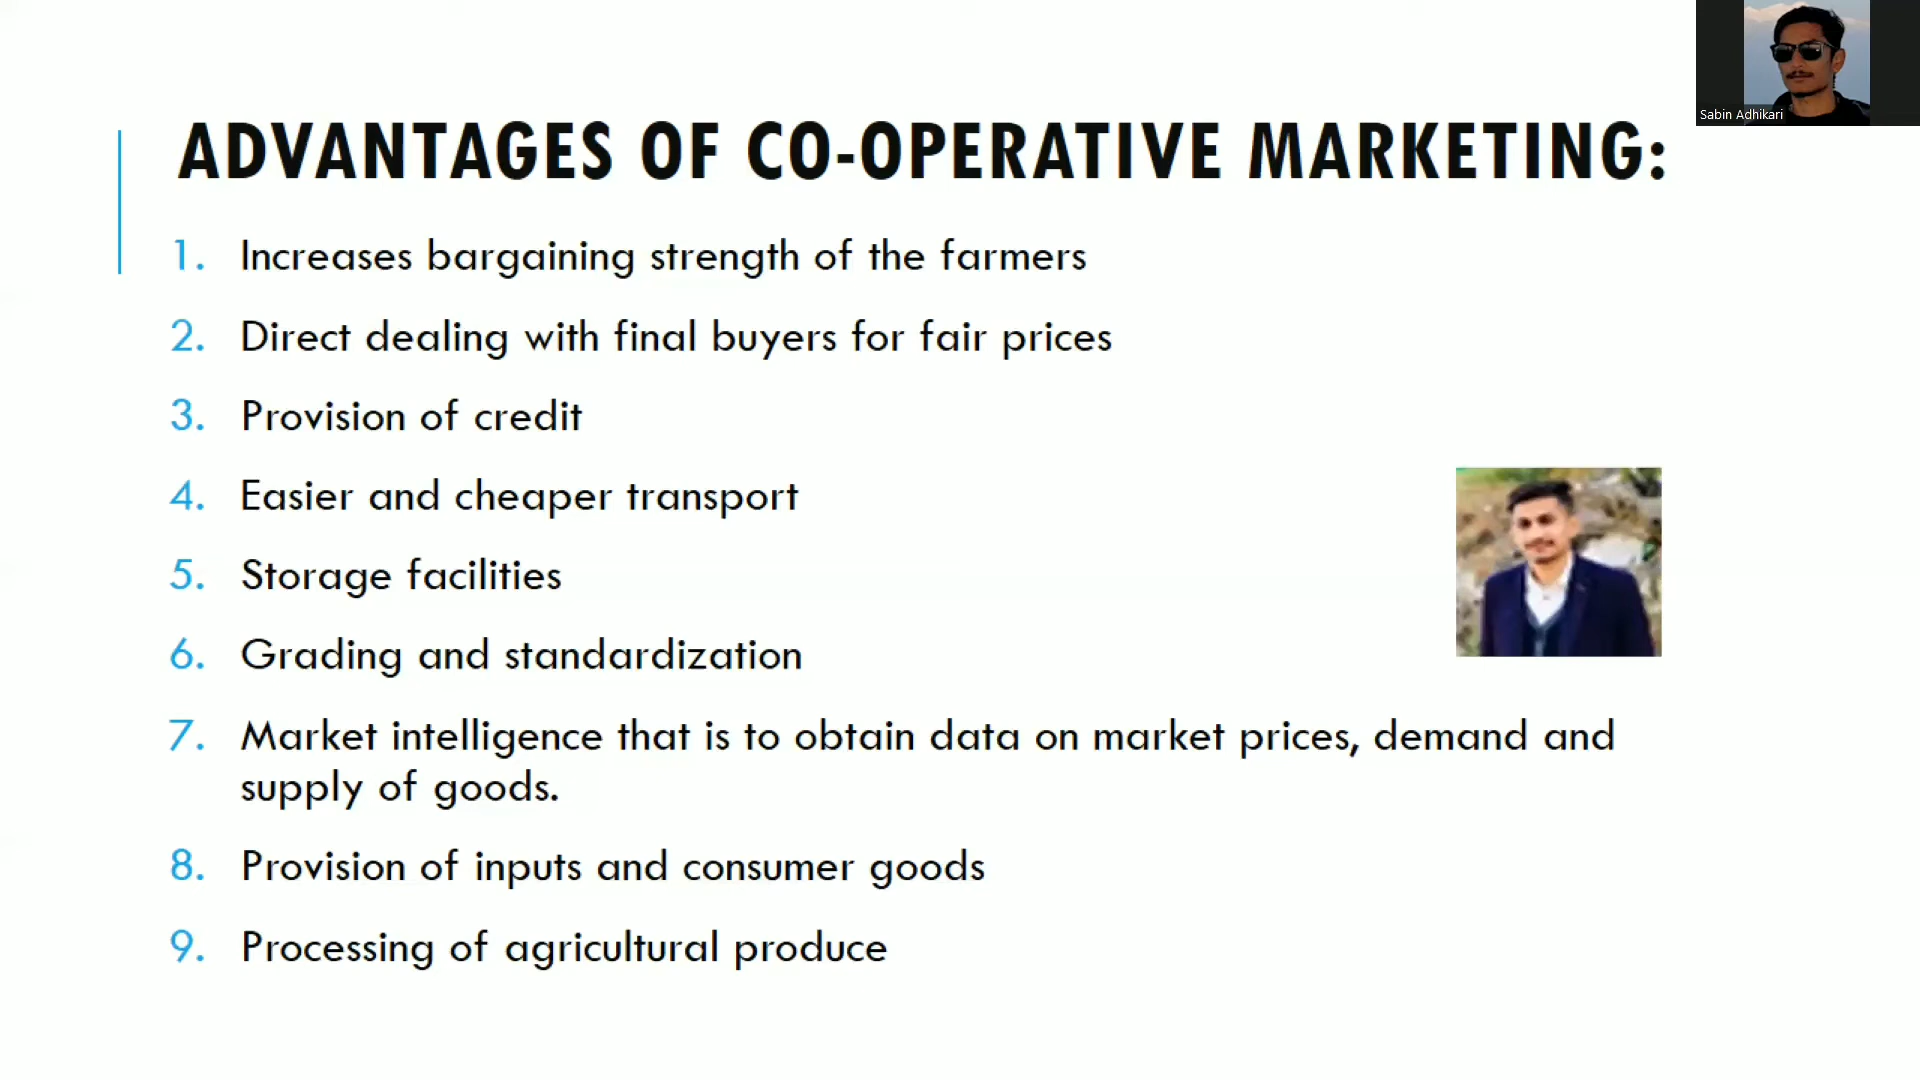 Sabin Adhikari
ADVANTAGES OF CO-OPERATIVE MARKETING:
1. Increases bargaining strength of the farmers
2. Direct dealing with final buyers for fair prices
3. Provision of credit
4. Easier and cheaper transport
5. Storage facilities
6. Grading and standardization
7. Market intelligence that is to obtain data on market prices, demand and
supply of goods.
8. Provision of inputs and consumer goods
9. Processing of agricultural produce